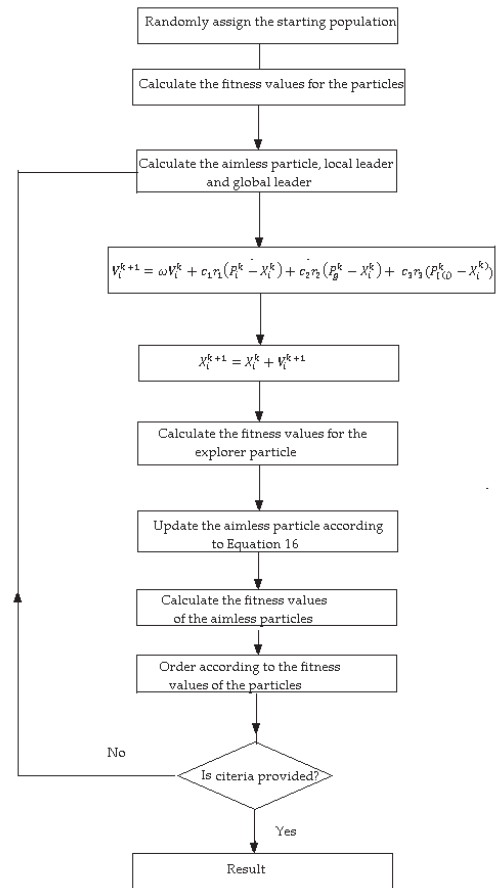 Randomly assign the starting population
Calculate the fitness values for the particles
Calculate the aimless particle, local leader
and global leader
V_i^{k+1} = ωV_i^k + c_1r_1(P_i^k − X_i^k) + c_2r_2(P_g^k − X_i^k) + c_3r_3(P_{l(i)}^k − X_i^{k)})
X_i^{k+1} = X_i^k + V_i^{k+1}
Calculate the fitness values for the
explorer particle
Update the aimless particle according
to Equation 16
Calculate the fitness values
of the aimless particles
Order according to the fitness
values of the particles
No
Is citeria provided?
Yes
Result